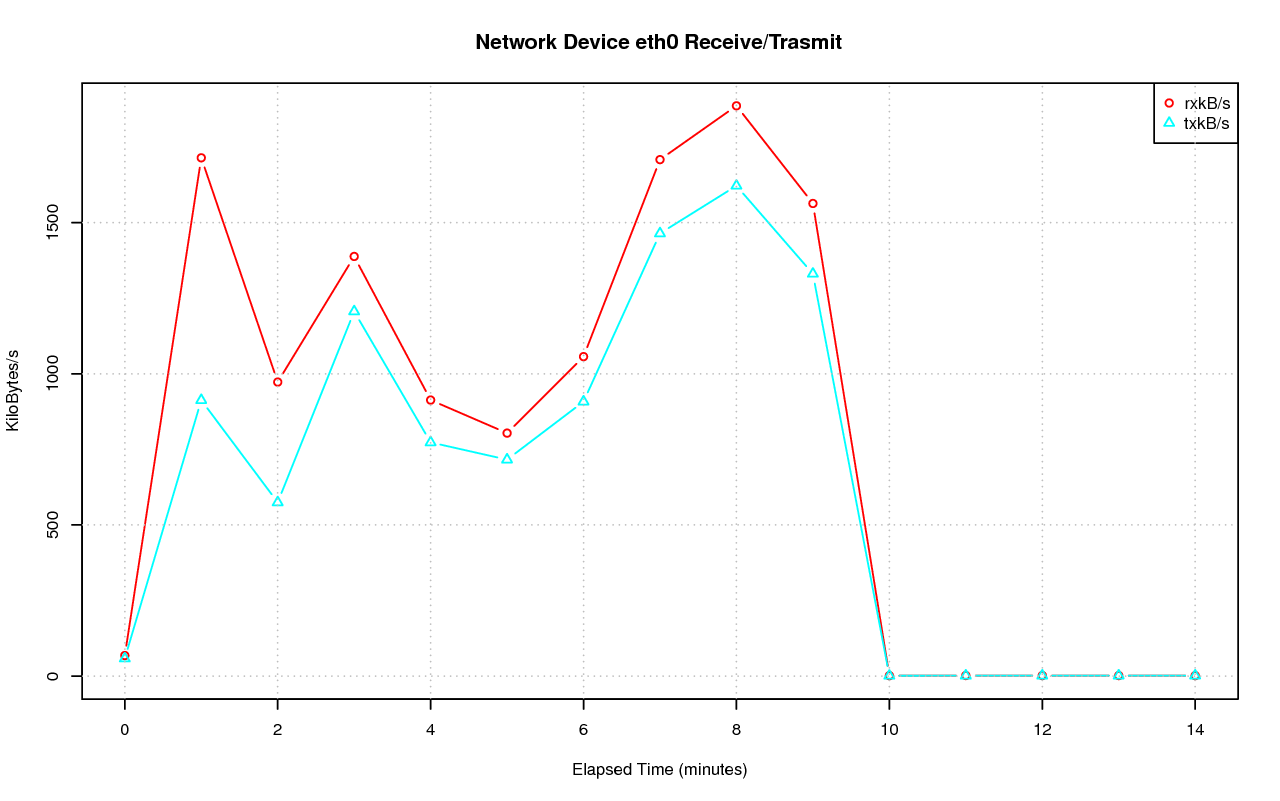 Network Device eth0 Receive/Trasmit
rxkB/s
txkB/s
KiloBytes/s
1500
1000
500
0
0 2 4 6 8 10 12 14
Elapsed Time (minutes)